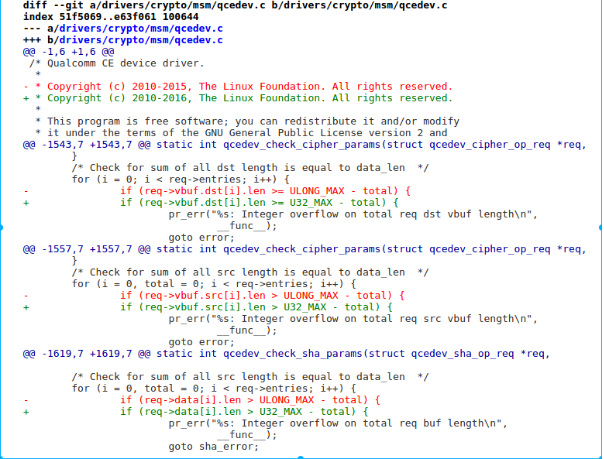 diff --git a/drivers/crypto/msm/qcedev.c b/drivers/crypto/msm/qcedev.c
index 51f5069..e63f061 100644
--- a/drivers/crypto/msm/qcedev.c
+++ b/drivers/crypto/msm/qcedev.c
@@ -1,6 +1,6 @@
 /* Qualcomm CE device driver.
  *
- * Copyright (c) 2010-2015, The Linux Foundation. All rights reserved.
+ * Copyright (c) 2010-2016, The Linux Foundation. All rights reserved.
  *
  * This program is free software; you can redistribute it and/or modify
  * it under the terms of the GNU General Public License version 2 and
@@ -1543,7 +1543,7 @@ static int qcedev_check_cipher_params(struct qcedev_cipher_op_req *req,
        }
        /* Check for sum of all dst length is equal to data_len  */
        for (i = 0; i < req->entries; i++) {
-               if (req->vbuf.dst[i].len >= ULONG_MAX - total) {
+               if (req->vbuf.dst[i].len >= U32_MAX - total) {
                        pr_err("%s: Integer overflow on total req dst vbuf length\n",
                                __func__);
                        goto error;
@@ -1557,7 +1557,7 @@ static int qcedev_check_cipher_params(struct qcedev_cipher_op_req *req,
        }
        /* Check for sum of all src length is equal to data_len  */
        for (i = 0, total = 0; i < req->entries; i++) {
-               if (req->vbuf.src[i].len > ULONG_MAX - total) {
+               if (req->vbuf.src[i].len > U32_MAX - total) {
                        pr_err("%s: Integer overflow on total req src vbuf length\n",
                                __func__);
                        goto error;
@@ -1619,7 +1619,7 @@ static int qcedev_check_sha_params(struct qcedev_sha_op_req *req,

        /* Check for sum of all src length is equal to data_len  */
        for (i = 0, total = 0; i < req->entries; i++) {
-               if (req->data[i].len > ULONG_MAX - total) {
+               if (req->data[i].len > U32_MAX - total) {
                        pr_err("%s: Integer overflow on total req buf length\n",
                                __func__);
                        goto sha_error;